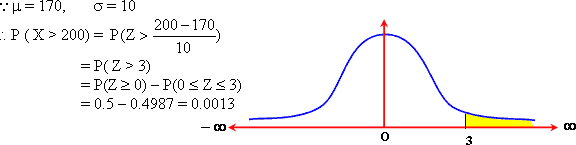 ∵ μ = 170, σ = 10
∴ P ( X > 200) = P(Z > (200 – 170)/10)
= P( Z > 3)
= P(Z ≥ 0) – P(0 ≤ Z ≤ 3)
= 0.5 – 0.4987 = 0.0013
– ∞ 0 3 ∞